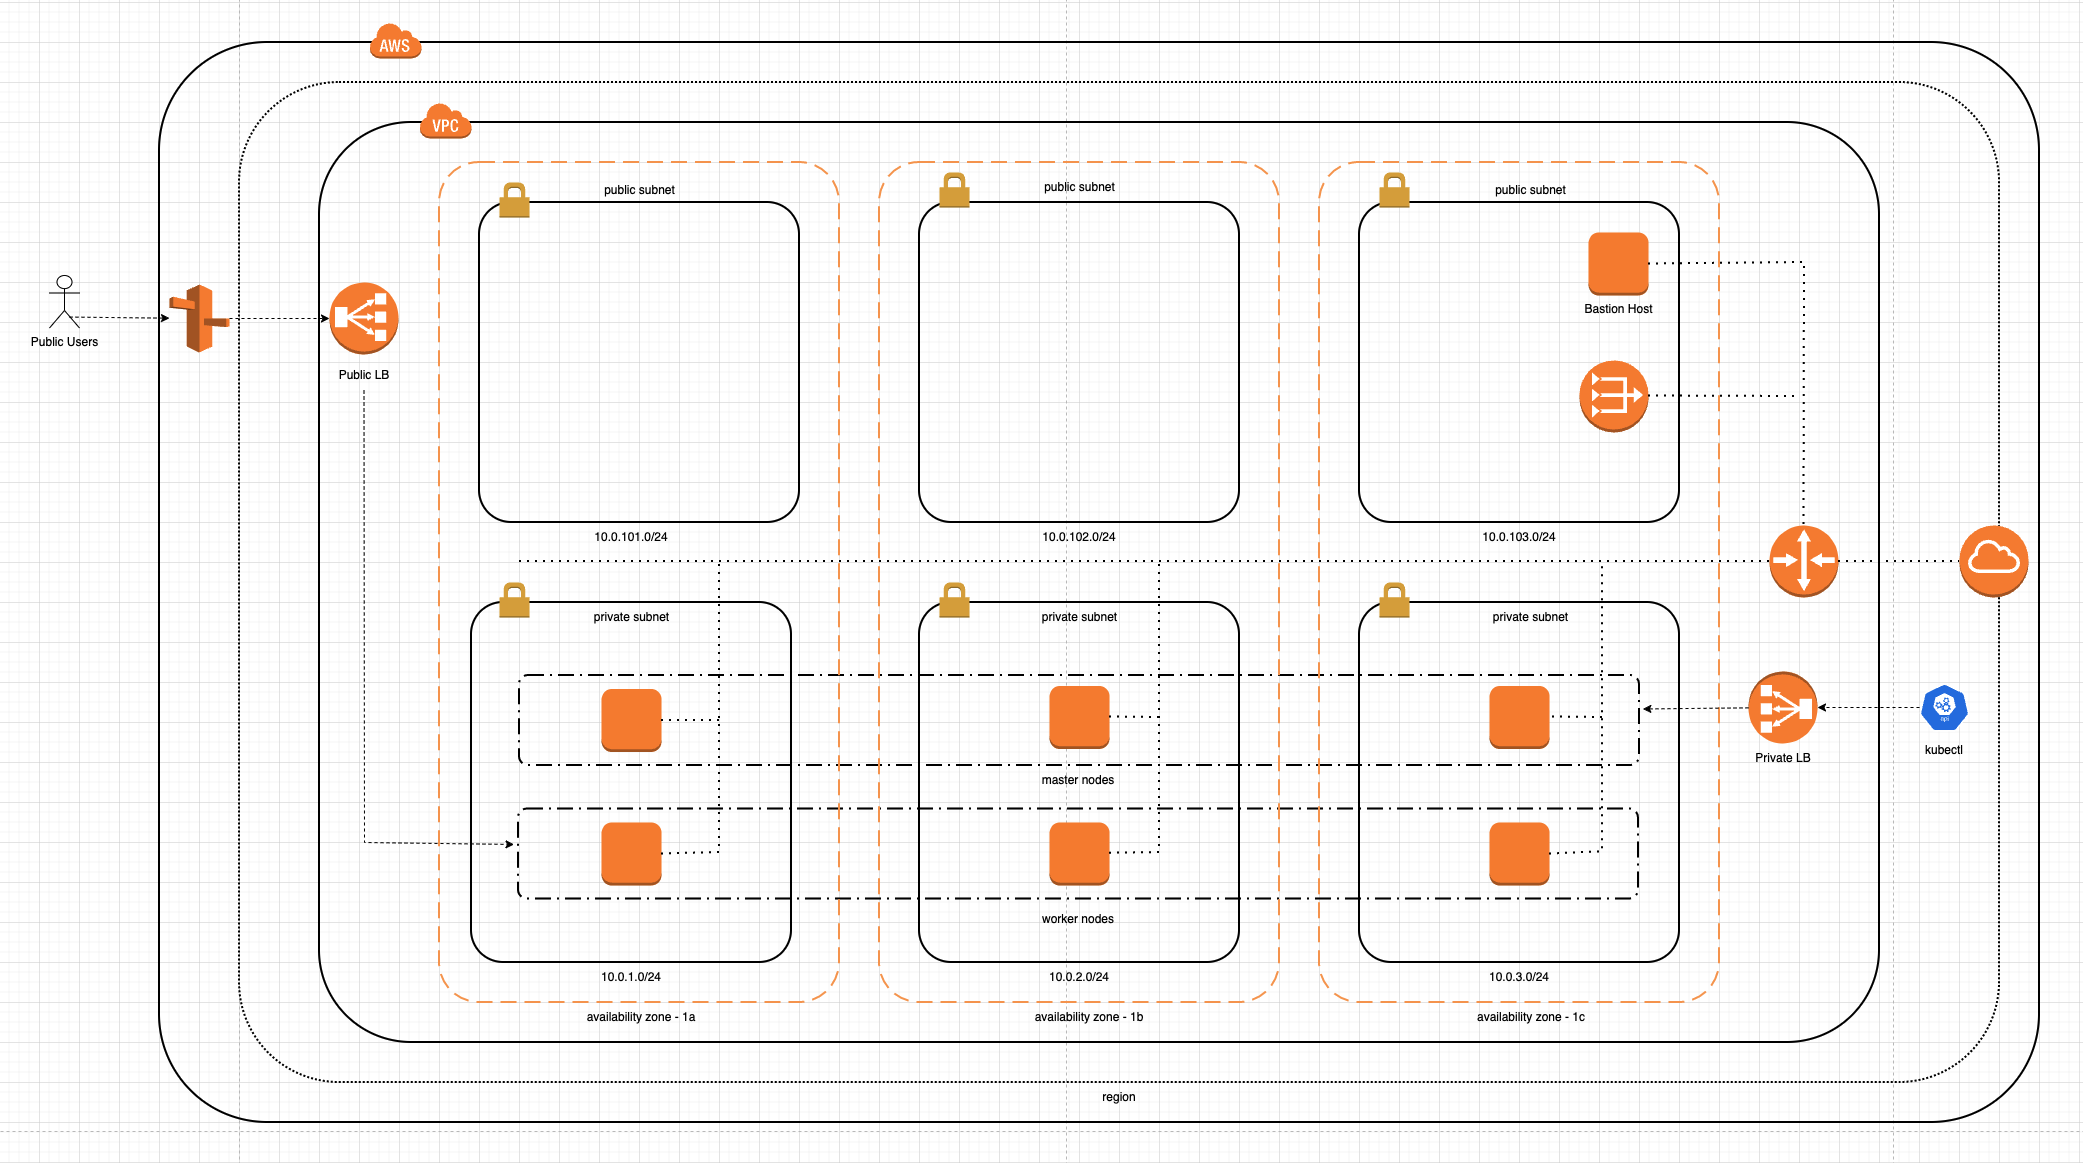 AWS
VPC
public subnet
public subnet
public subnet
Bastion Host
Public Users
Public LB
10.0.101.0/24
10.0.102.0/24
10.0.103.0/24
private subnet
private subnet
private subnet
api
kubectl
Private LB
master nodes
worker nodes
10.0.1.0/24
10.0.2.0/24
10.0.3.0/24
availability zone - 1a
availability zone - 1b
availability zone - 1c
region